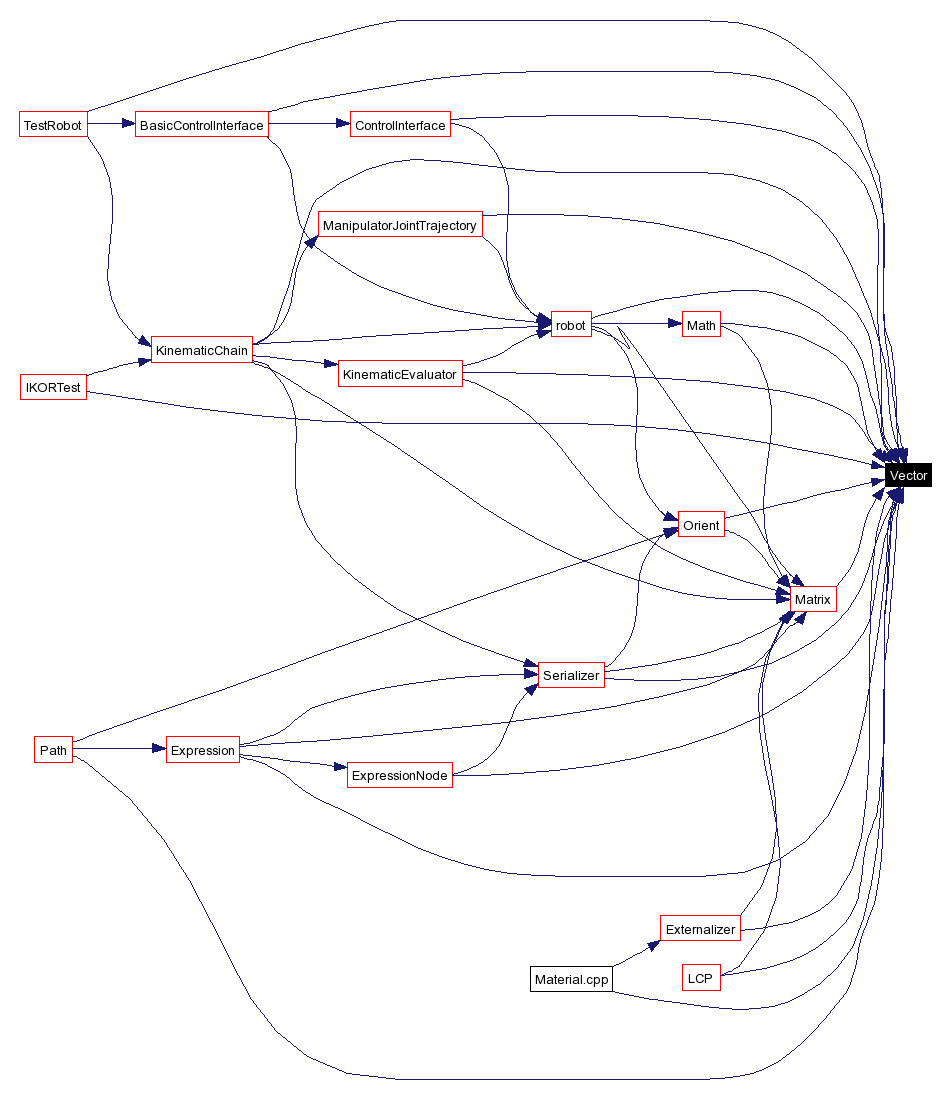 TestRobot
BasicControlInterface
ControlInterface
ManipulatorJointTrajectory
robot
Math
KinematicChain
KinematicEvaluator
IKORTest
Vector
Orient
Matrix
Serializer
Path
Expression
ExpressionNode
Externalizer
Material.cpp
LCP